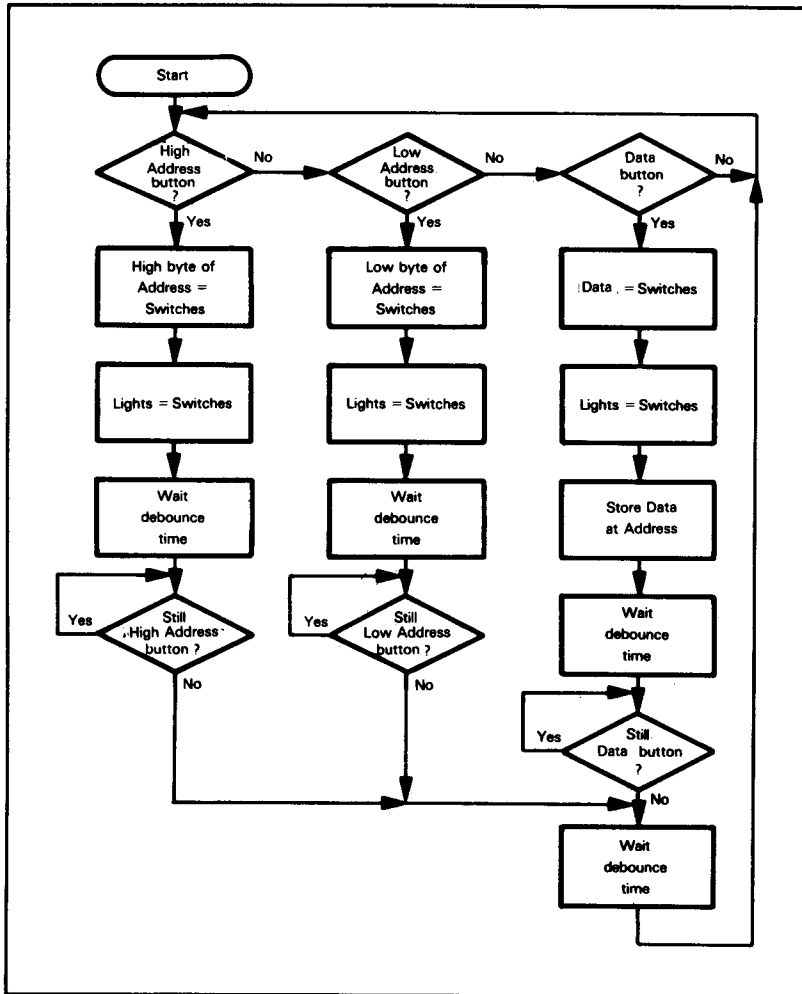 Start
High
Address
button
?
No
Yes
Low
Address
button
?
No
Yes
Data
button
?
No
Yes
High byte of
Address =
Switches
Low byte of
Address =
Switches
Data = Switches
Lights = Switches
Lights = Switches
Lights = Switches
Wait
debounce
time
Wait
debounce
time
Store Data
at Address
Yes
Still
High Address
button ?
No
Yes
Still
Low Address
button ?
No
Wait
debounce
time
Yes
Still
Data button
?
No
Wait
debounce
time